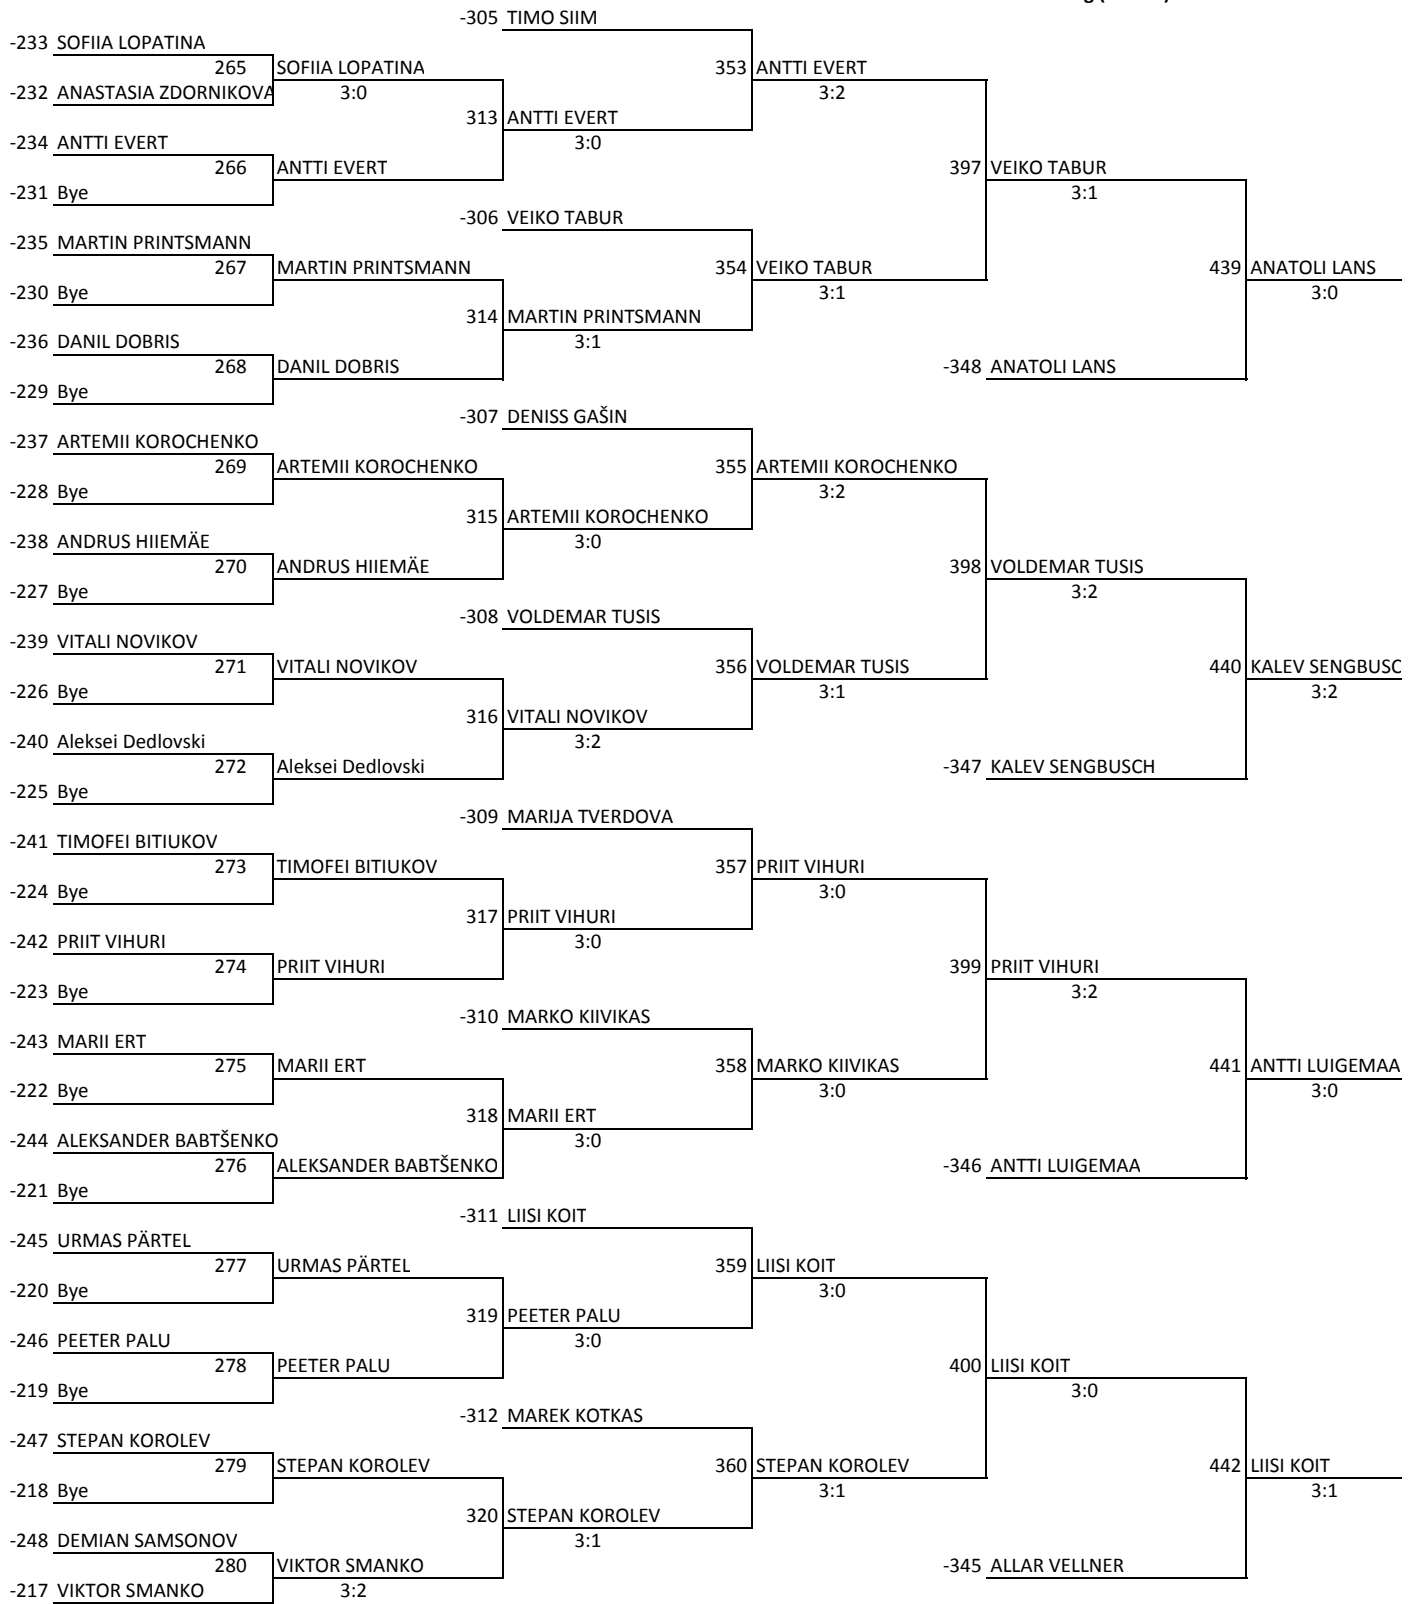 -305 TIMO SIIM
-233 SOFIIA LOPATINA
265 SOFIIA LOPATINA 353 ANTTI EVERT
-232 ANASTASIA ZDORNIKOVA 3:0 3:2
313 ANTTI EVERT
-234 ANTTI EVERT 3:0
266 ANTTI EVERT 397 VEIKO TABUR
-231 Bye 3:1
-306 VEIKO TABUR
-235 MARTIN PRINTSMANN
267 MARTIN PRINTSMANN 354 VEIKO TABUR 439 ANATOLI LANS
-230 Bye 3:1 3:0
314 MARTIN PRINTSMANN
-236 DANIL DOBRIS 3:1
268 DANIL DOBRIS -348 ANATOLI LANS
-229 Bye
-307 DENISS GAŠIN
-237 ARTEMII KOROCHENKO
269 ARTEMII KOROCHENKO 355 ARTEMII KOROCHENKO
-228 Bye 3:2
315 ARTEMII KOROCHENKO
-238 ANDRUS HIIEMÄE 3:0
270 ANDRUS HIIEMÄE 398 VOLDEMAR TUSIS
-227 Bye 3:2
-308 VOLDEMAR TUSIS
-239 VITALI NOVIKOV
271 VITALI NOVIKOV 356 VOLDEMAR TUSIS 440 KALEV SENGBUSC
-226 Bye 3:1 3:2
316 VITALI NOVIKOV
-240 Aleksei Dedlovski 3:2
272 Aleksei Dedlovski -347 KALEV SENGBUSCH
-225 Bye
-309 MARIJA TVERDOVA
-241 TIMOFEI BITIUKOV
273 TIMOFEI BITIUKOV 357 PRIIT VIHURI
-224 Bye 3:0
317 PRIIT VIHURI
-242 PRIIT VIHURI 3:0
274 PRIIT VIHURI 399 PRIIT VIHURI
-223 Bye 3:2
-310 MARKO KIIVIKAS
-243 MARII ERT
275 MARII ERT 358 MARKO KIIVIKAS 441 ANTTI LUIGEMAA
-222 Bye 3:0 3:0
318 MARII ERT
-244 ALEKSANDER BABTŠENKO 3:0
276 ALEKSANDER BABTŠENKO -346 ANTTI LUIGEMAA
-221 Bye
-311 LIISI KOIT
-245 URMAS PÄRTEL
277 URMAS PÄRTEL 359 LIISI KOIT
-220 Bye 3:0
319 PEETER PALU
-246 PEETER PALU 3:0
278 PEETER PALU 400 LIISI KOIT
-219 Bye 3:0
-312 MAREK KOTKAS
-247 STEPAN KOROLEV
279 STEPAN KOROLEV 360 STEPAN KOROLEV 442 LIISI KOIT
-218 Bye 3:1 3:1
320 STEPAN KOROLEV
-248 DEMIAN SAMSONOV 3:1
280 VIKTOR SMANKO -345 ALLAR VELLNER
-217 VIKTOR SMANKO 3:2